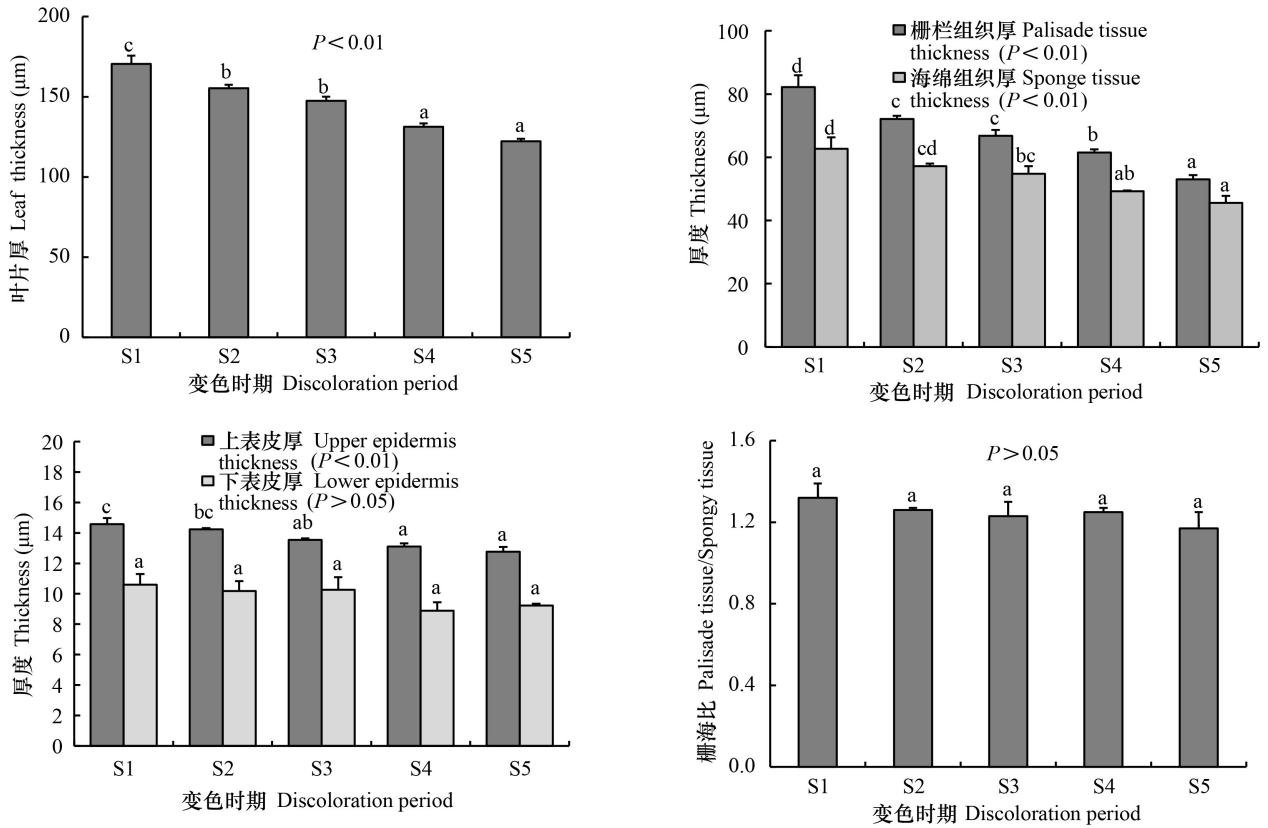 叶片厚 Leaf thickness (μm)
200
150
100
50
0
P＜0.01
c
b
b
a
a
S1 S2 S3 S4 S5
变色时期 Discoloration period
厚度 Thickness (μm)
100
80
60
40
20
0
栅栏组织厚 Palisade tissue
thickness (P＜0.01)
海绵组织厚 Sponge tissue
thickness (P＜0.01)
d
d
c
cd
c
bc
b
ab
a
a
S1 S2 S3 S4 S5
变色时期 Discoloration period
厚度 Thickness (μm)
20
18
16
14
12
10
8
6
4
2
0
上表皮厚 Upper epidermis
thickness (P＜0.01)
下表皮厚 Lower epidermis
thickness (P＞0.05)
c
a
bc
a
ab
a
a
a
a
a
S1 S2 S3 S4 S5
变色时期 Discoloration period
栅海比 Palisade tissue/Spongy tissue
1.6
1.2
0.8
0.4
0.0
P＞0.05
a
a
a
a
a
S1 S2 S3 S4 S5
变色时期 Discoloration period